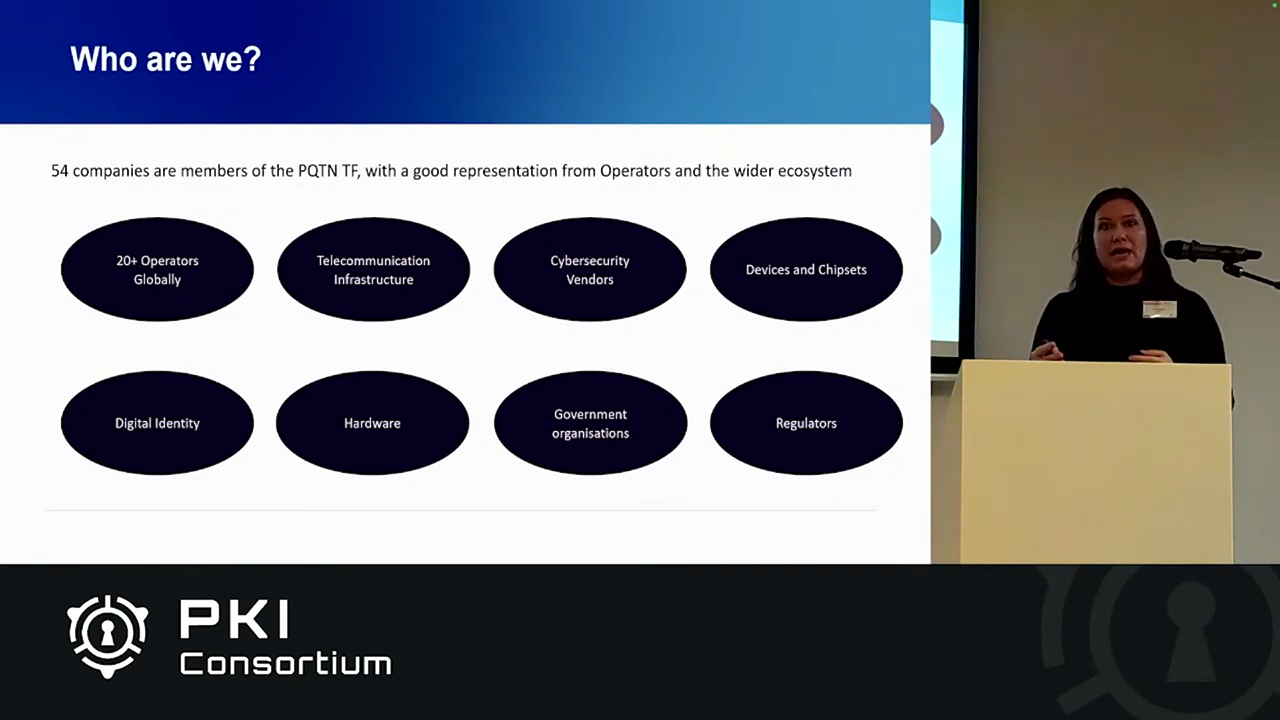 Who are we?
54 companies are members of the PQTN TF, with a good representation from Operators and the wider ecosystem
20+ Operators
Globally
Telecommunication
Infrastructure
Cybersecurity
Vendors
Devices and Chipsets
Digital Identity
Hardware
Government
organisations
Regulators
PKI
Consortium